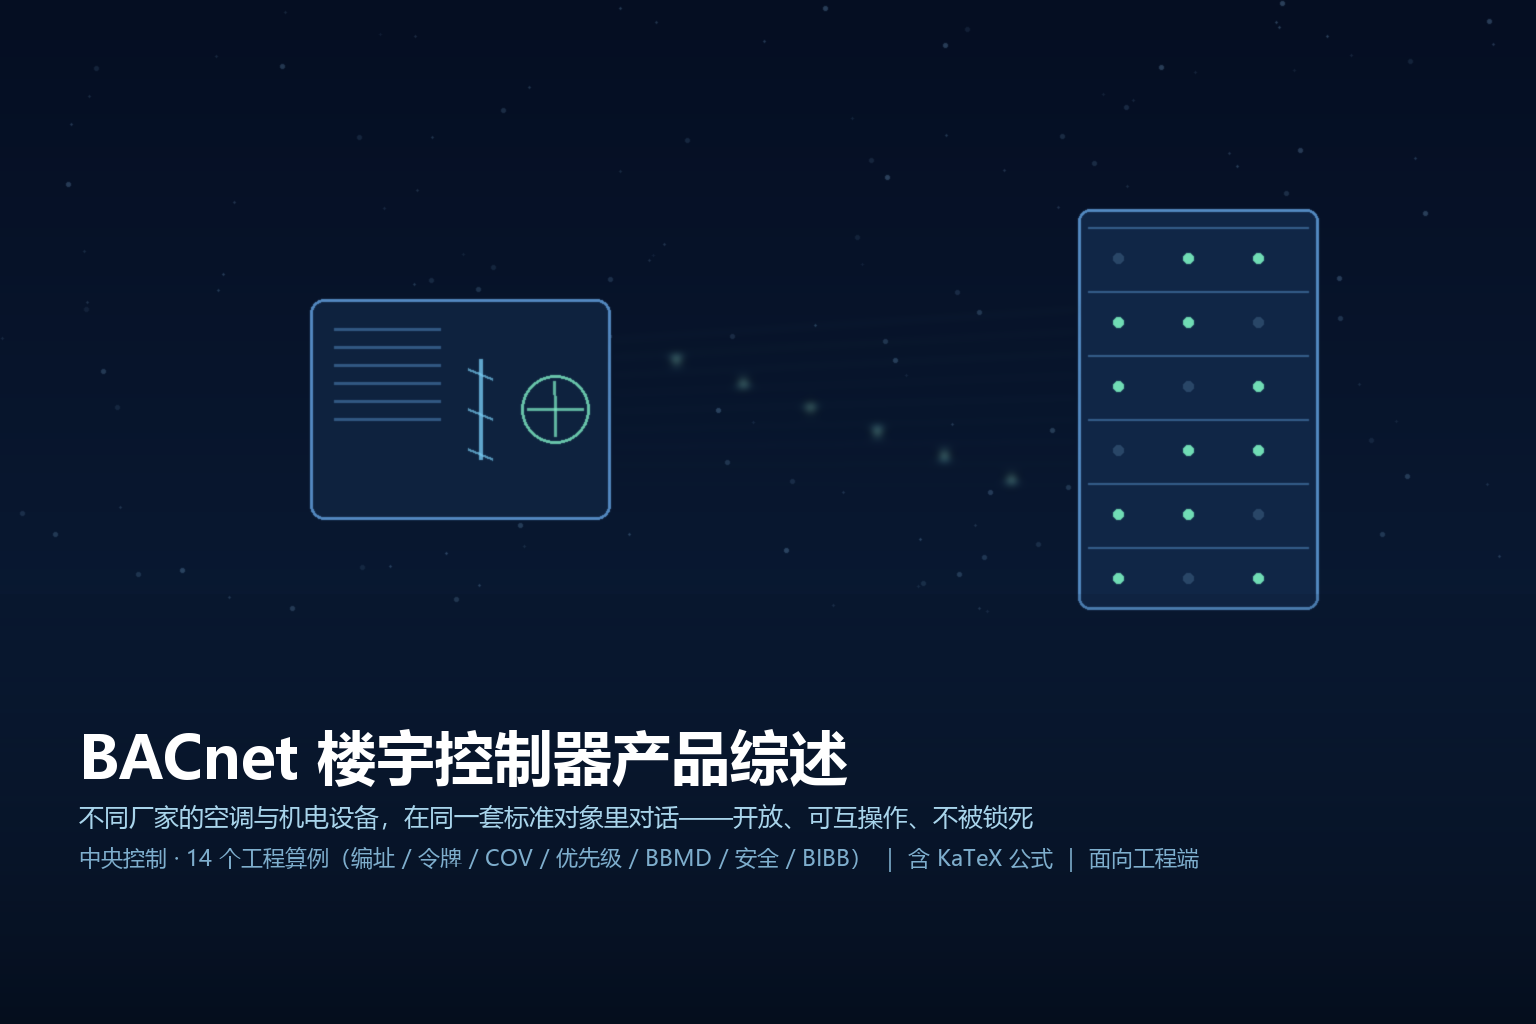 BACnet 楼宇控制器产品综述
不同厂家的空调与机电设备，在同一套标准对象里对话——开放、可互操作、不被锁死
中央控制 · 14 个工程算例（编址 / 令牌 / COV / 优先级 / BBMD / 安全 / BIBB） ｜ 含 KaTeX 公式 ｜ 面向工程端